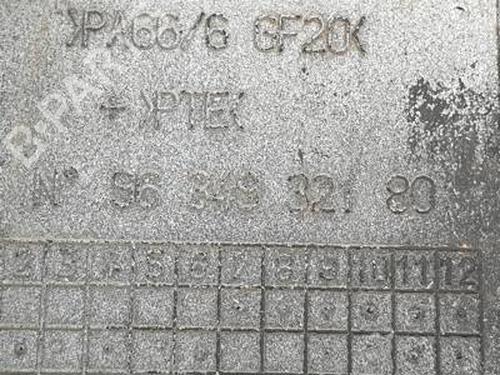 >PA66/6 GF20<
+ >PTE<
N° 96 349 321 80
2 3 4 5 6 7 8 9 10 11 12
B-PARTS